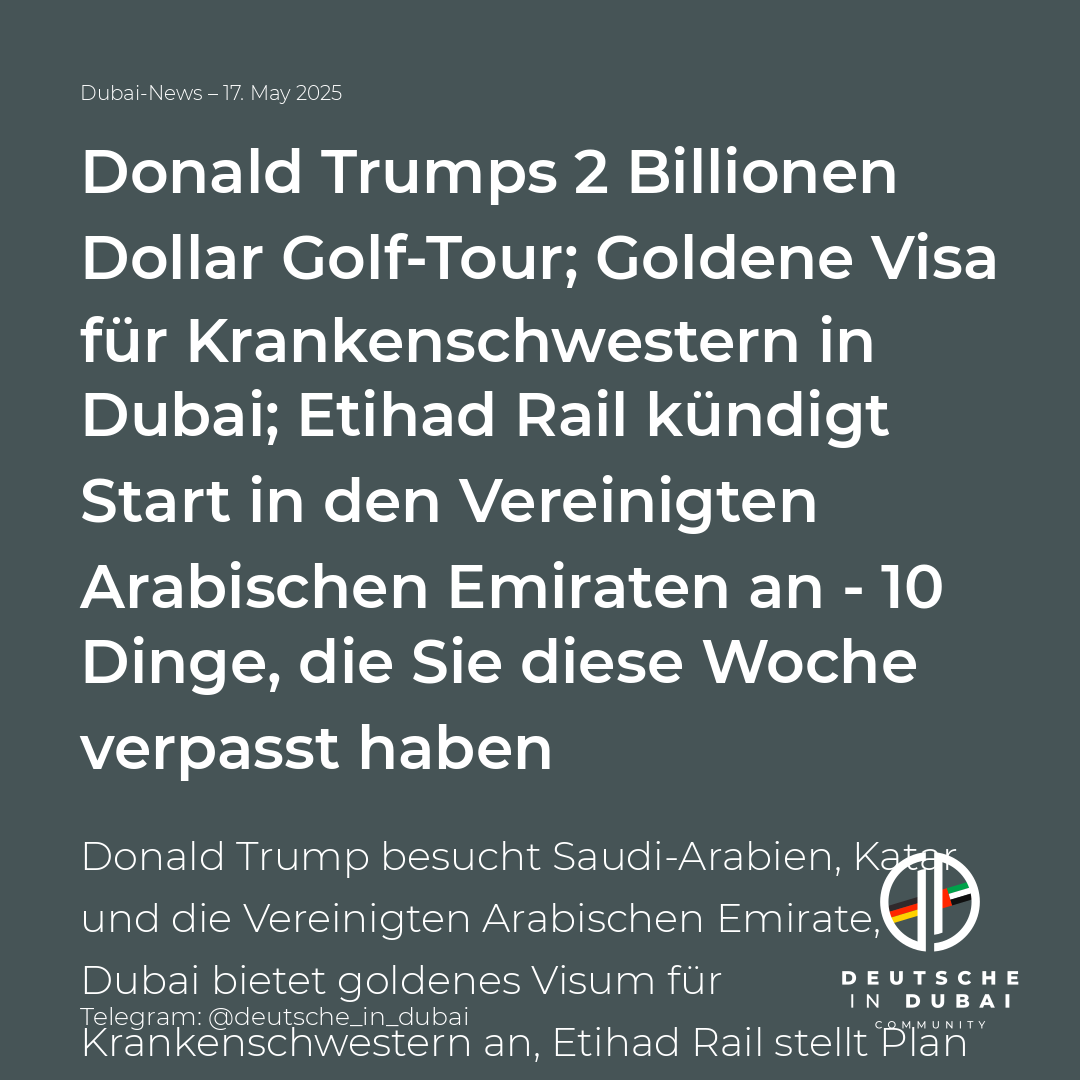 Dubai-News – 17. May 2025
Donald Trumps 2 Billionen
Dollar Golf-Tour; Goldene Visa
für Krankenschwestern in
Dubai; Etihad Rail kündigt
Start in den Vereinigten
Arabischen Emiraten an - 10
Dinge, die Sie diese Woche
verpasst haben
Donald Trump besucht Saudi-Arabien, Katar
und die Vereinigten Arabischen Emirate,
Dubai bietet goldenes Visum für
Telegram: @deutsche_in_dubai
Krankenschwestern an, Etihad Rail stellt Plan
DEUTSCHE
IN DUBAI
COMMUNITY